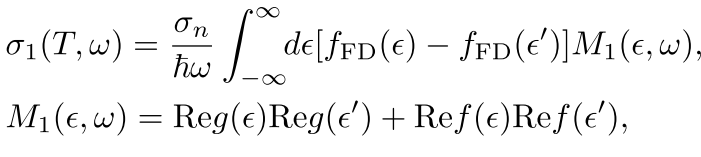 σ₁(T, ω) = σₙ/ħω ∫_{−∞}^{∞} dϵ[f_FD(ϵ) − f_FD(ϵ′)]M₁(ϵ, ω),
M₁(ϵ, ω) = Reg(ϵ)Reg(ϵ′) + Ref(ϵ)Ref(ϵ′),